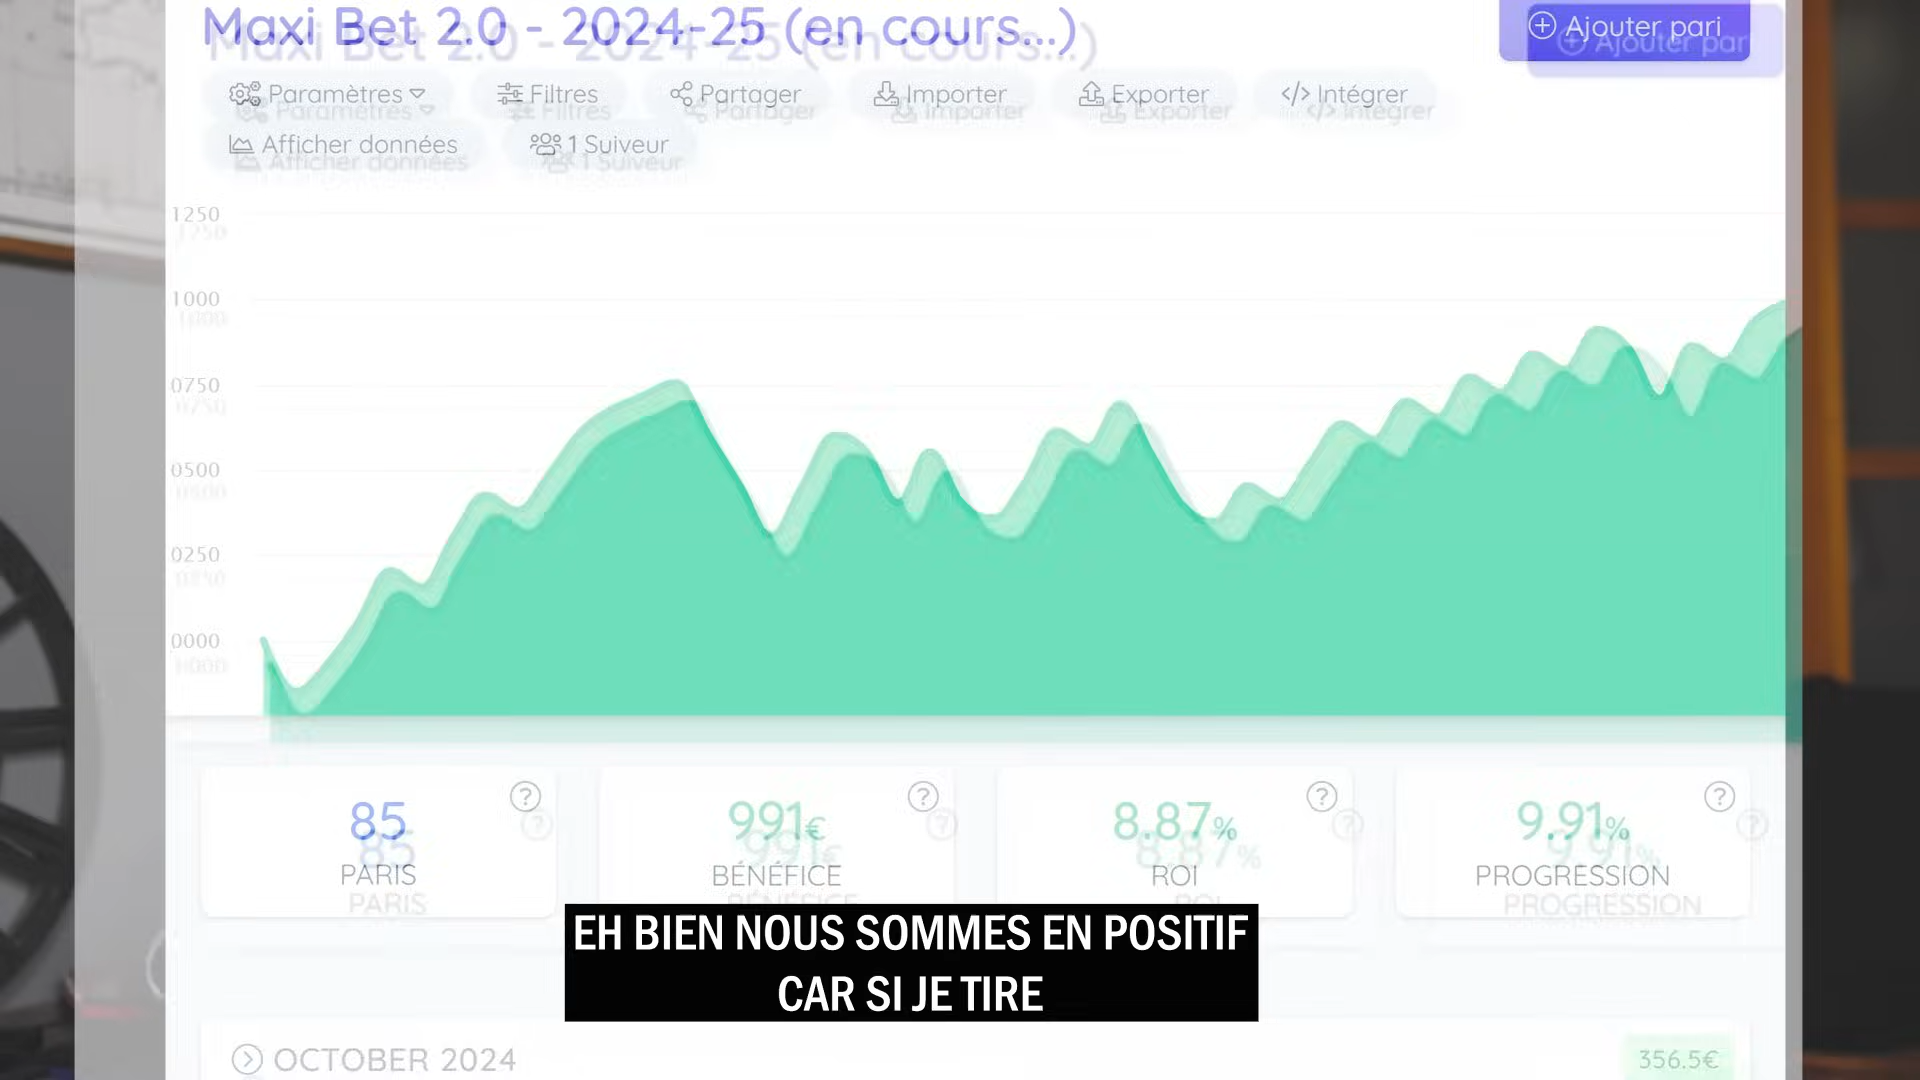 Maxi Bet 2.0 - 2024-25 (en cours...)
Ajouter pari
Paramètres Filtres Partager Importer Exporter </> Intégrer
Afficher données 1 Suiveur
1250
1000
0750
0500
0250
0000
85
PARIS
991€
BÉNÉFICE
8.87%
ROI
9.91%
PROGRESSION
EH BIEN NOUS SOMMES EN POSITIF
CAR SI JE TIRE
OCTOBER 2024
356.5€